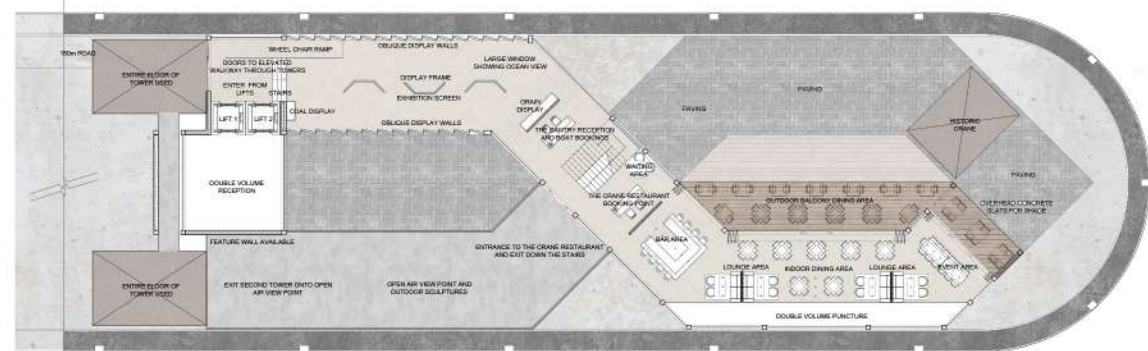 160m ROAD
ENTIRE FLOOR OF
TOWER USED
WHEEL CHAIR RAMP
OBLIQUE DISPLAY WALLS
DOORS TO ELEVATED
WALKWAY THROUGH TOWERS
ENTER FROM
LIFTS
STAIRS
LIFT 1
LIFT 2
COAL DISPLAY
DISPLAY FRAME
EXHIBITION SCREEN
OBLIQUE DISPLAY WALLS
LARGE WINDOW
SHOWING OCEAN VIEW
GRAIN
DISPLAY
THE GANTRY RECEPTION
AND BOAT BOOKINGS
WAITING
AREA
THE CRANE RESTAURANT
BOOKING POINT
BAR AREA
PAVING
PAVING
HISTORIC
CRANE
PAVING
OUTDOOR BALCONY DINING AREA
OVERHEAD CONCRETE
SLATS FOR SHADE
DOUBLE VOLUME
RECEPTION
FEATURE WALL AVAILABLE
ENTRANCE TO THE CRANE RESTAURANT
AND EXIT DOWN THE STAIRS
LOUNGE AREA
INDOOR DINING AREA
LOUNGE AREA
EVENT AREA
ENTIRE FLOOR OF
TOWER USED
EXIT SECOND TOWER ONTO OPEN
AIR VIEW POINT
OPEN AIR VIEW POINT AND
OUTDOOR SCULPTURES
DOUBLE VOLUME PUNCTURE